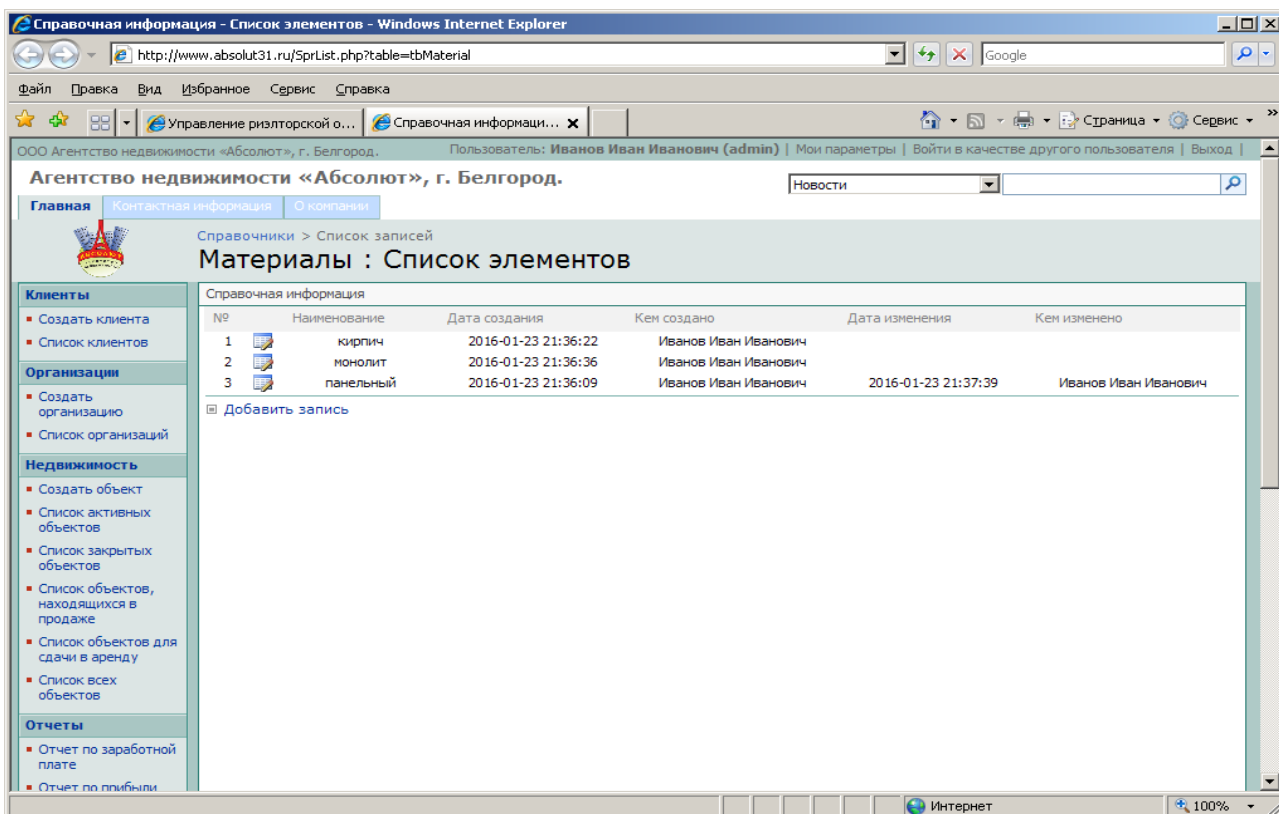 Справочная информация - Список элементов - Windows Internet Explorer
http://www.absolut31.ru/SprList.php?table=tbMaterial
Google
Файл Правка Вид Избранное Сервис Справка
Управление риэлторской о... Справочная информаци... Страница Сервис
ООО Агентство недвижимости «Абсолют», г. Белгород. Пользователь: Иванов Иван Иванович (admin) | Мои параметры | Войти в качестве другого пользователя | Выход |
Агентство недвижимости «Абсолют», г. Белгород.
Новости
Главная Контактная информация О компании
АБСОЛЮТ
Справочники > Список записей
Материалы : Список элементов
Клиенты
Создать клиента
Список клиентов
Организации
Создать
организацию
Список организаций
Недвижимость
Создать объект
Список активных
объектов
Список закрытых
объектов
Список объектов,
находящихся в
продаже
Список объектов для
сдачи в аренду
Список всех
объектов
Отчеты
Отчет по заработной
плате
Отчет по прибыли
Справочная информация
№ Наименование Дата создания Кем создано Дата изменения Кем изменено
1 кирпич 2016-01-23 21:36:22 Иванов Иван Иванович
2 монолит 2016-01-23 21:36:36 Иванов Иван Иванович
3 панельный 2016-01-23 21:36:09 Иванов Иван Иванович 2016-01-23 21:37:39 Иванов Иван Иванович
Добавить запись
Интернет 100%